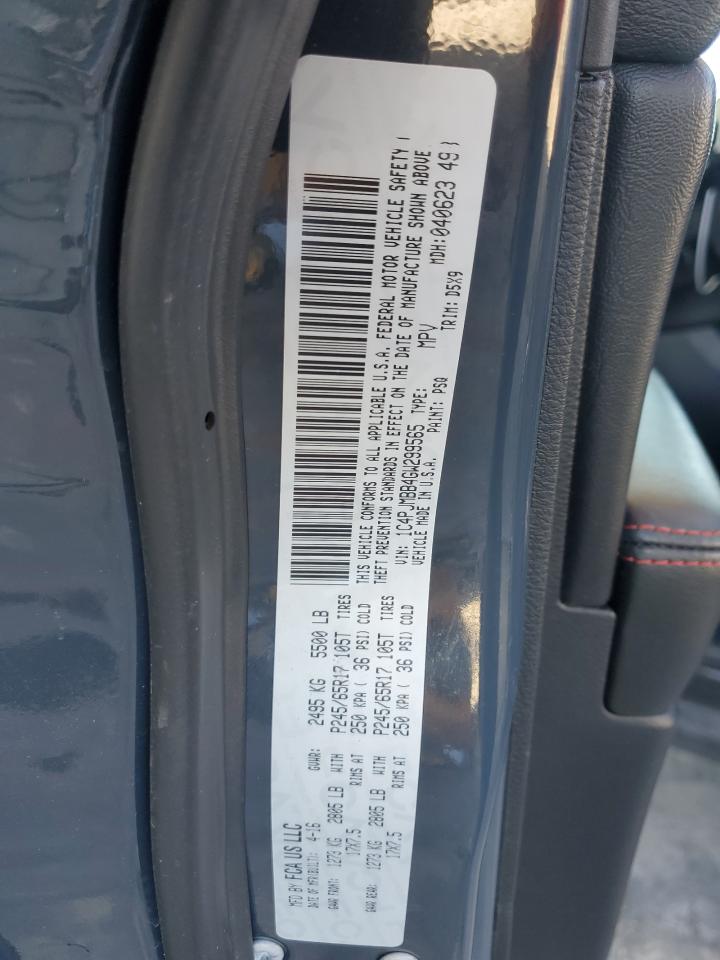 MFD BY FCA US LLC
DATE OF MFR(BUILT): 4-16 GVWR: 2495 KG 5500 LB
GAWR FRONT: 1273 KG 2805 LB WITH P245/65R17 105T TIRES
17X7.5 RIMS AT 250 KPA ( 36 PSI) COLD
GAWR REAR: 1273 KG 2805 LB WITH P245/65R17 105T TIRES
17X7.5 RIMS AT 250 KPA ( 36 PSI) COLD
THIS VEHICLE CONFORMS TO ALL APPLICABLE U.S.A. FEDERAL MOTOR VEHICLE SAFETY
THEFT PREVENTION STANDARDS IN EFFECT ON THE DATE OF MANUFACTURE SHOWN ABOVE
VIN: 1C4PJMBB4GW299565 TYPE: MPV MDH:040623 49
VEHICLE MADE IN U.S.A. PAINT: PSQ TRIM: D5X9